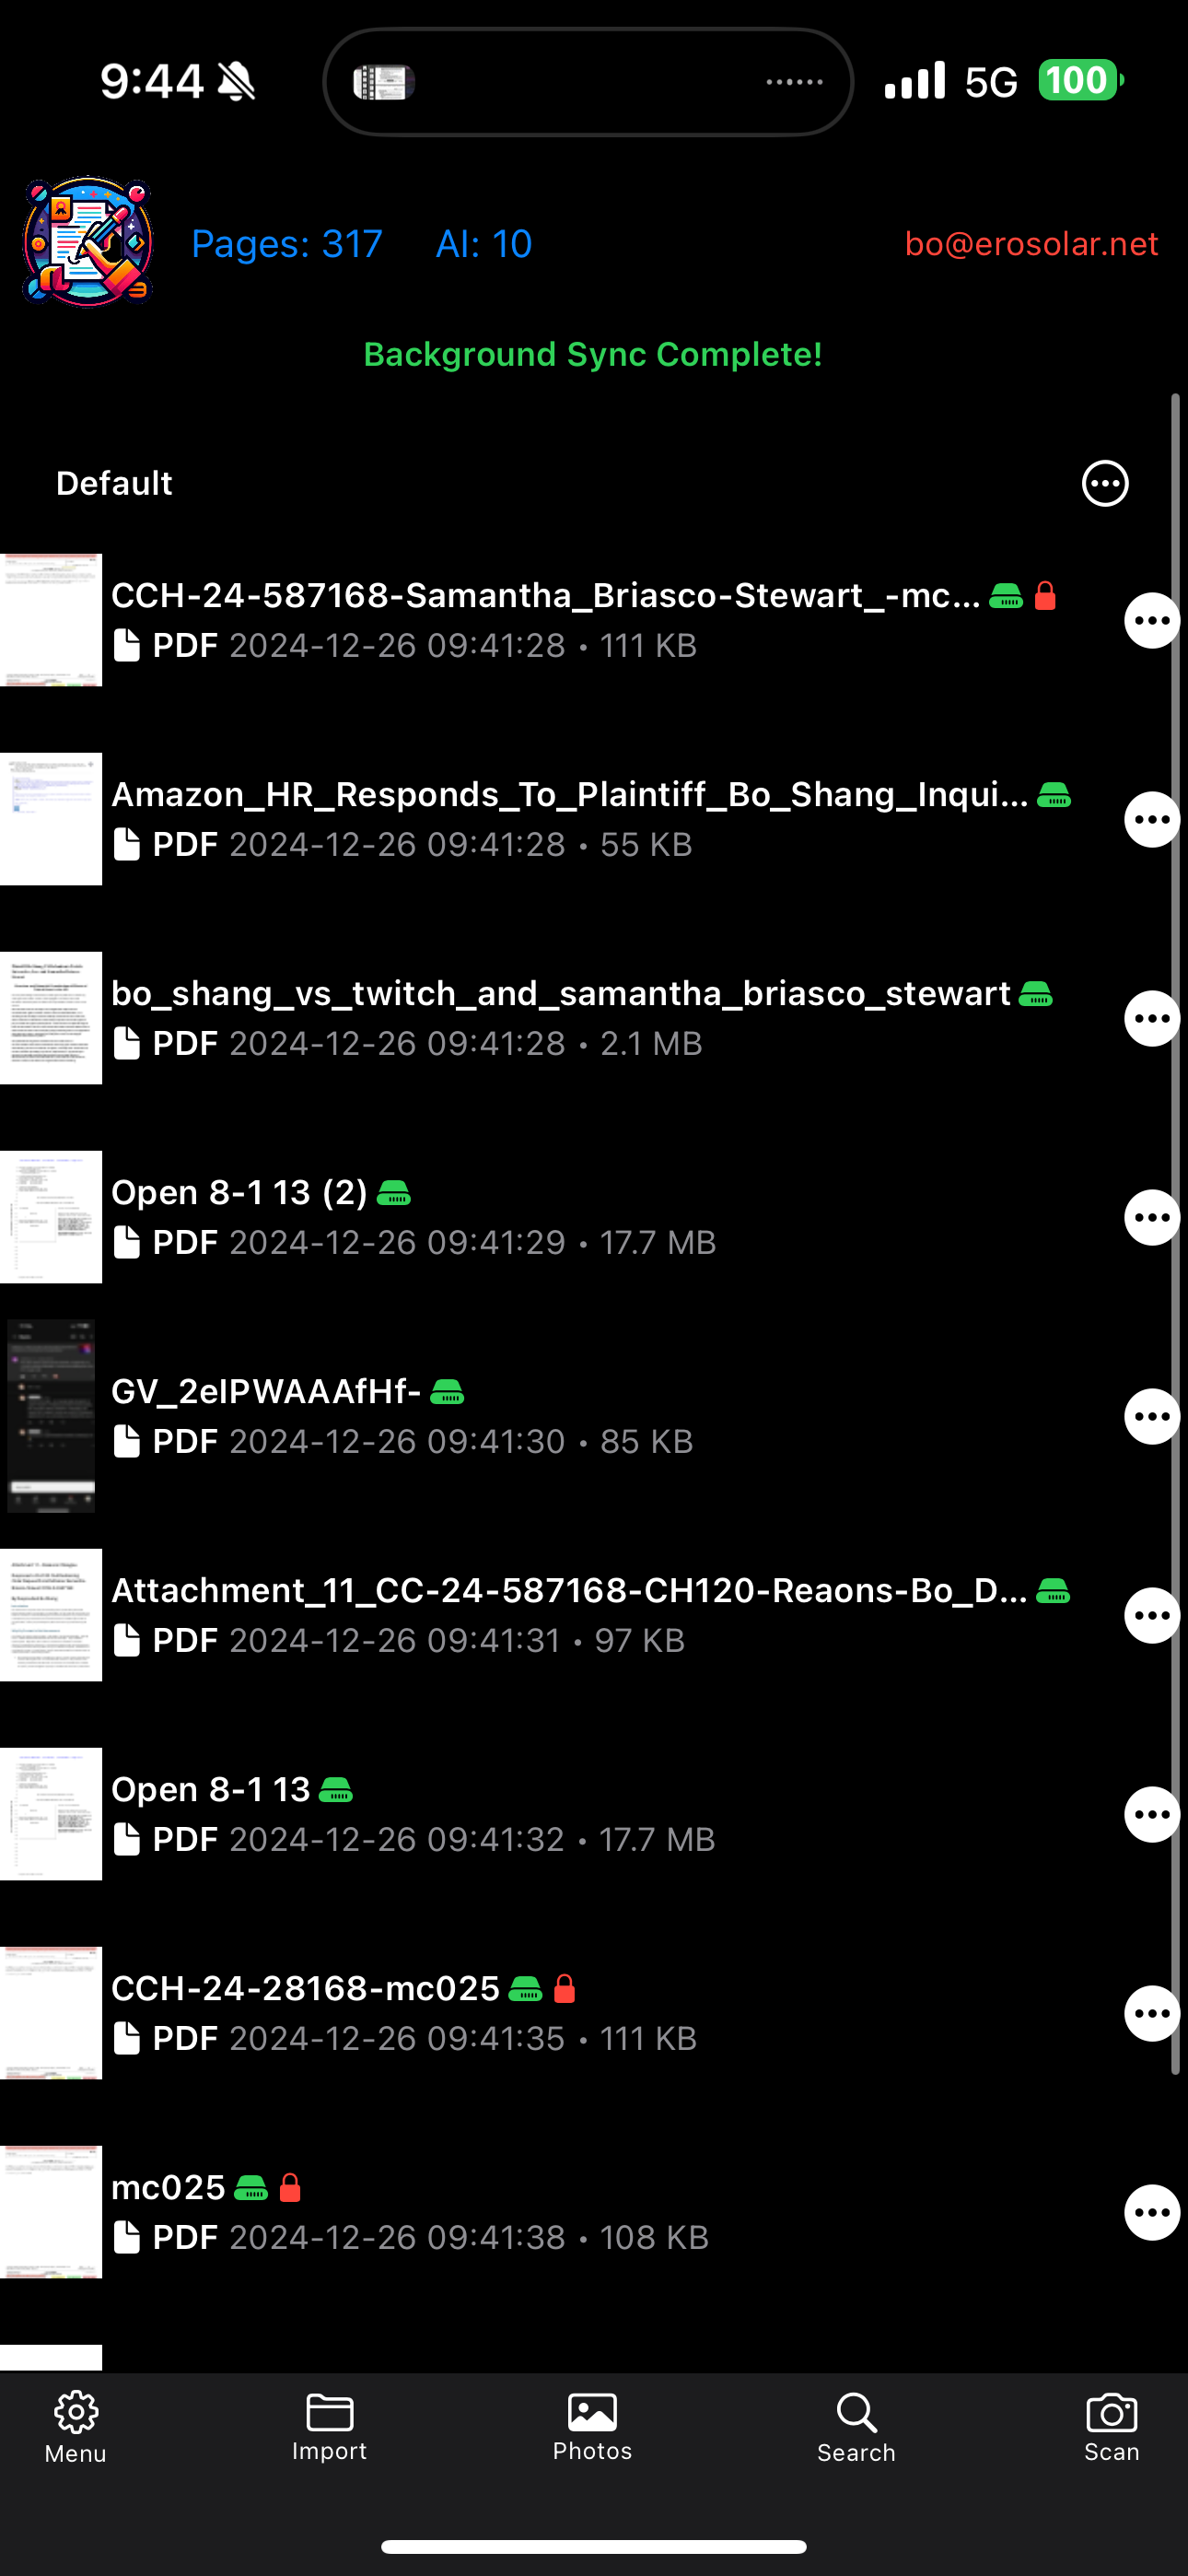 9:44 5G 100
Pages: 317 AI: 10 bo@erosolar.net
Background Sync Complete!
Default
CCH-24-587168-Samantha_Briasco-Stewart_-mc...
PDF 2024-12-26 09:41:28 • 111 KB
Amazon_HR_Responds_To_Plaintiff_Bo_Shang_Inqui...
PDF 2024-12-26 09:41:28 • 55 KB
bo_shang_vs_twitch_and_samantha_briasco_stewart
PDF 2024-12-26 09:41:28 • 2.1 MB
Open 8-1 13 (2)
PDF 2024-12-26 09:41:29 • 17.7 MB
GV_2eIPWAAAfHf-
PDF 2024-12-26 09:41:30 • 85 KB
Attachment_11_CC-24-587168-CH120-Reaons-Bo_D...
PDF 2024-12-26 09:41:31 • 97 KB
Open 8-1 13
PDF 2024-12-26 09:41:32 • 17.7 MB
CCH-24-28168-mc025
PDF 2024-12-26 09:41:35 • 111 KB
mc025
PDF 2024-12-26 09:41:38 • 108 KB
Menu Import Photos Search Scan